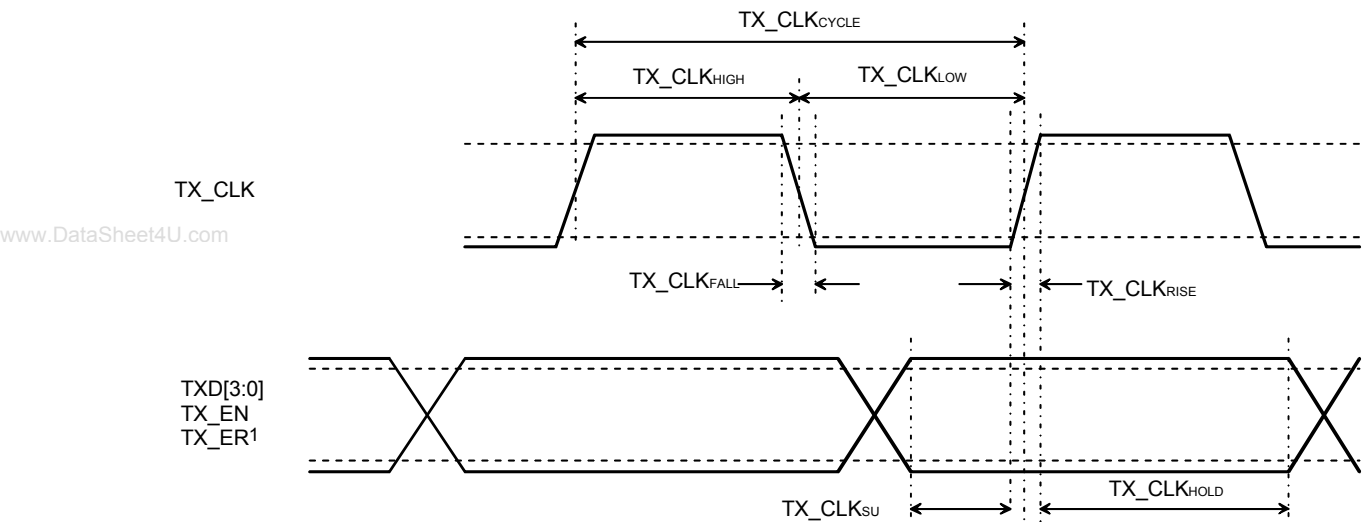 TX_CLKCYCLE
TX_CLKHIGH
TX_CLKLOW
TX_CLK
www.DataSheet4U.com
TX_CLKFALL
TX_CLKRISE
TXD[3:0]
TX_EN
TX_ER1
TX_CLKHOLD
TX_CLKSU